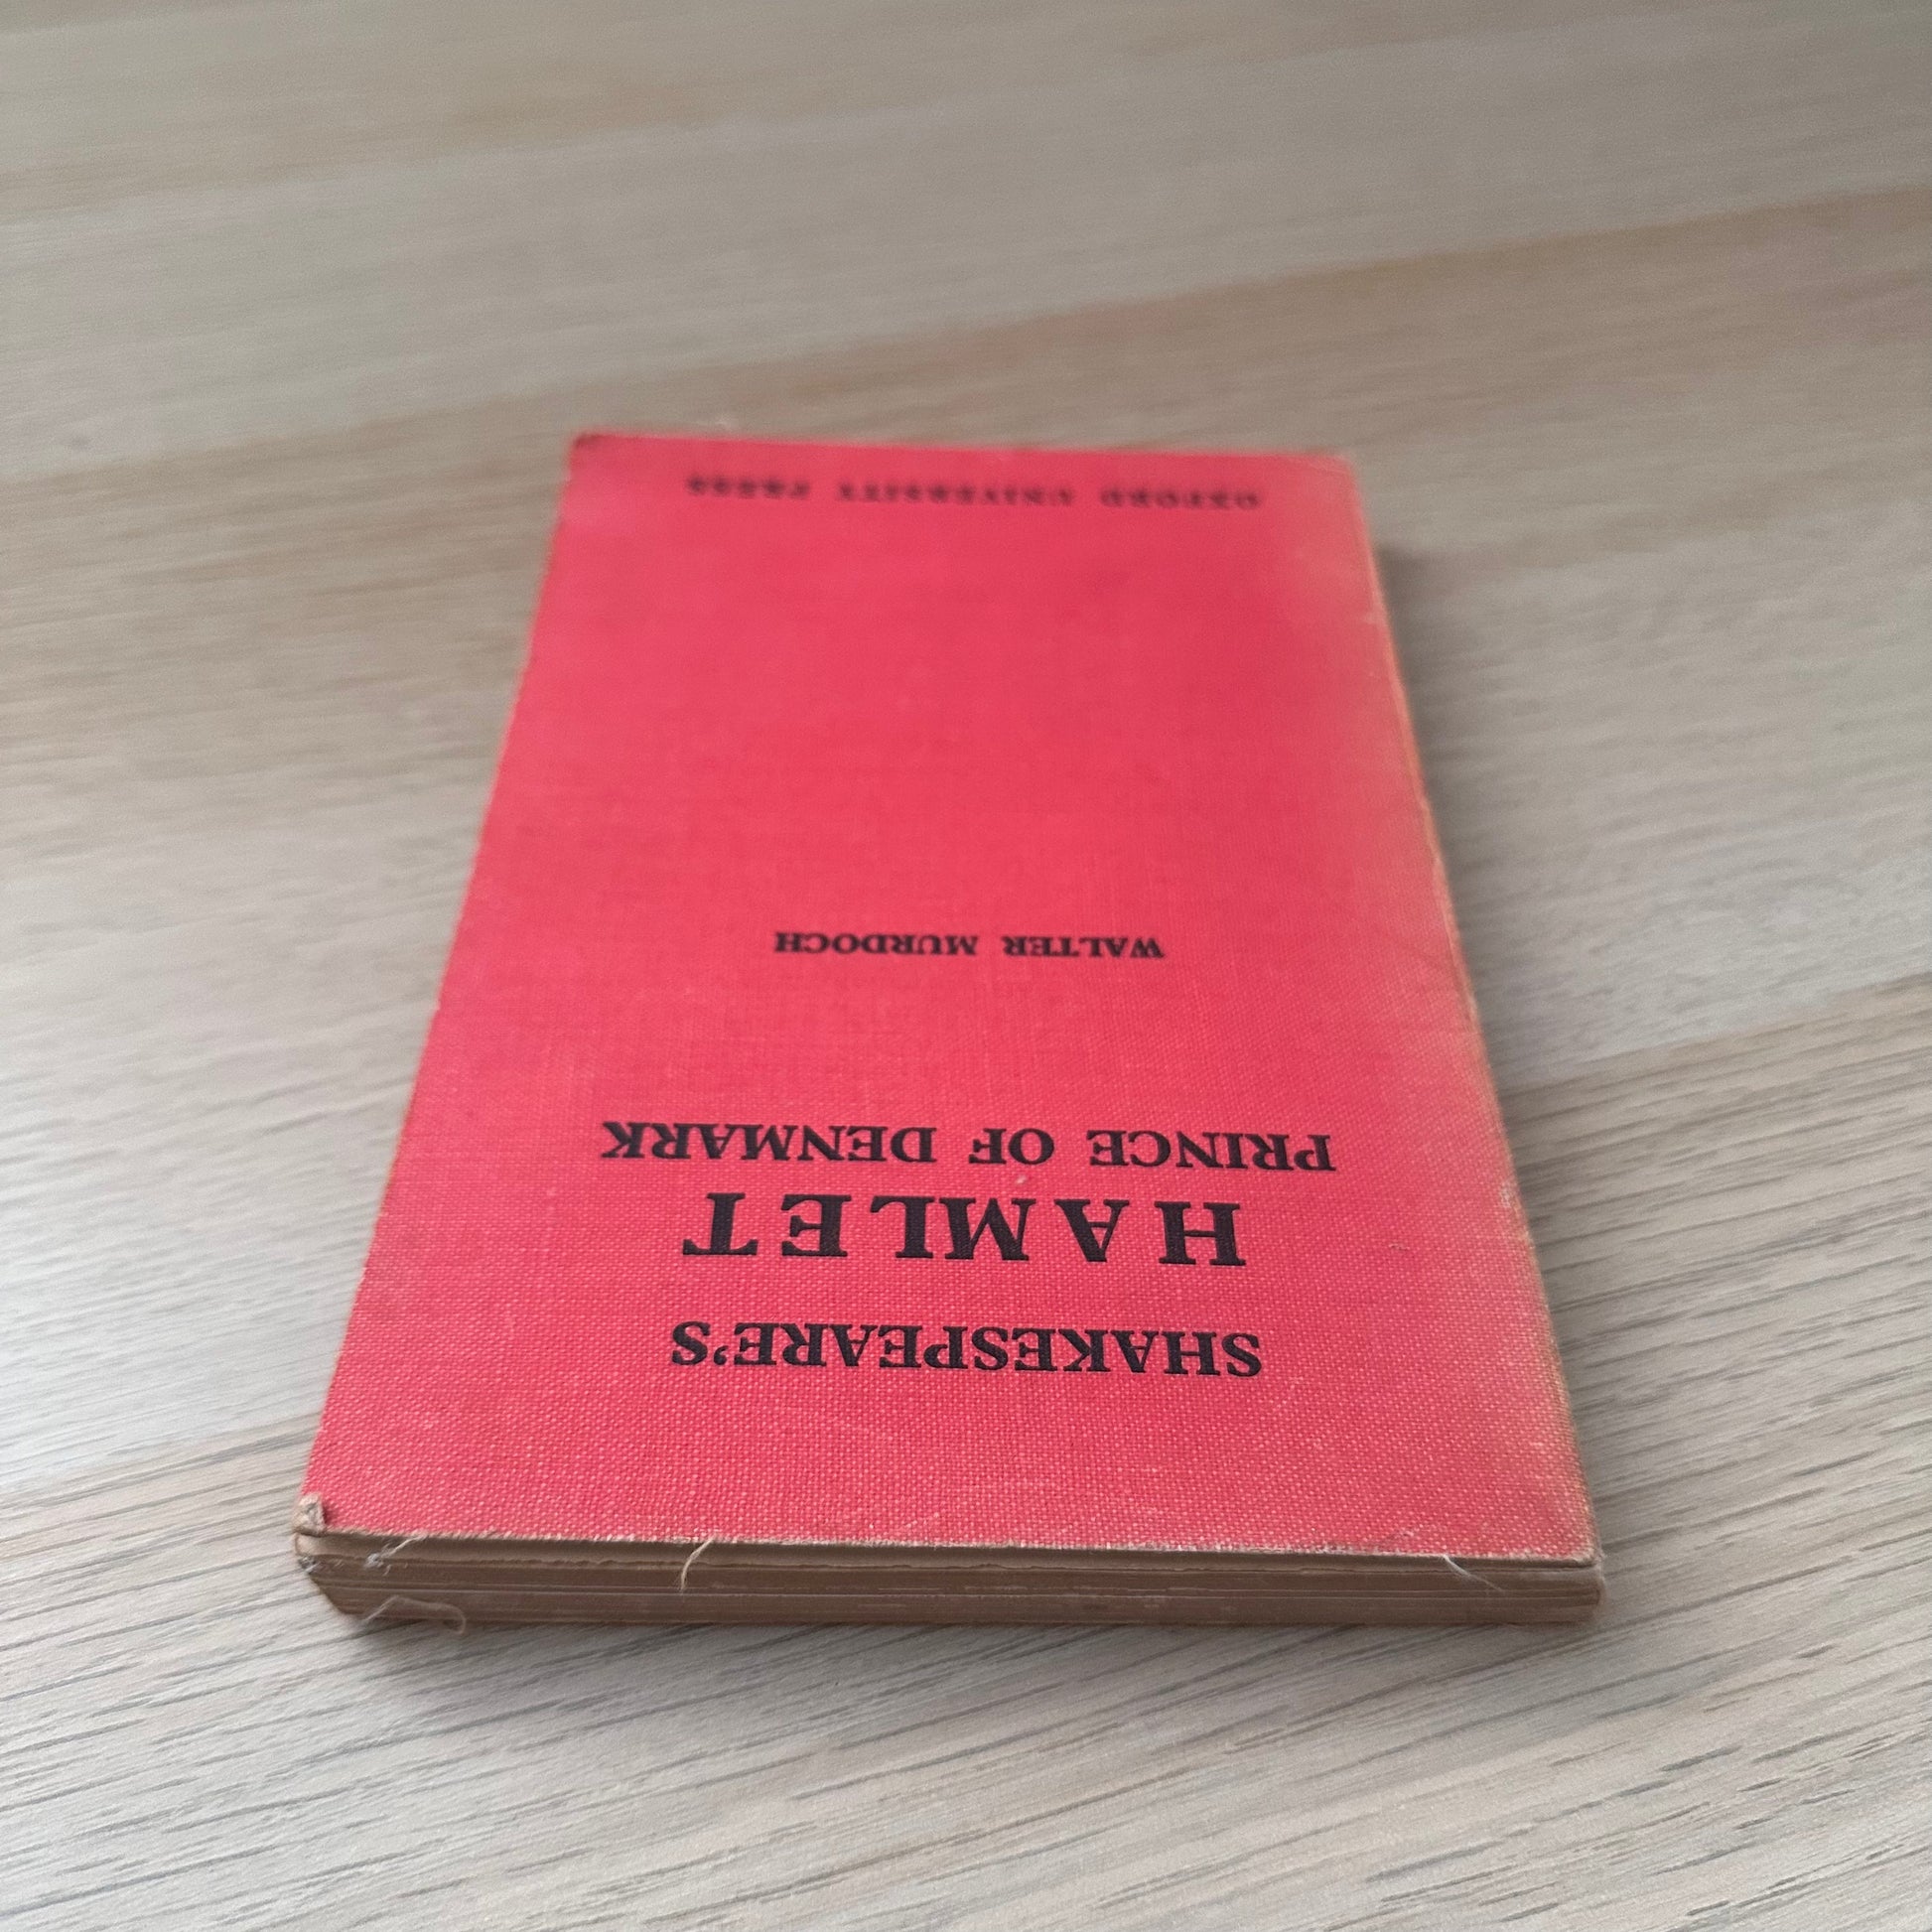 SHAKESPEARE'S
HAMLET
PRINCE OF DENMARK
WALTER MURDOCH
OXFORD UNIVERSITY PRESS